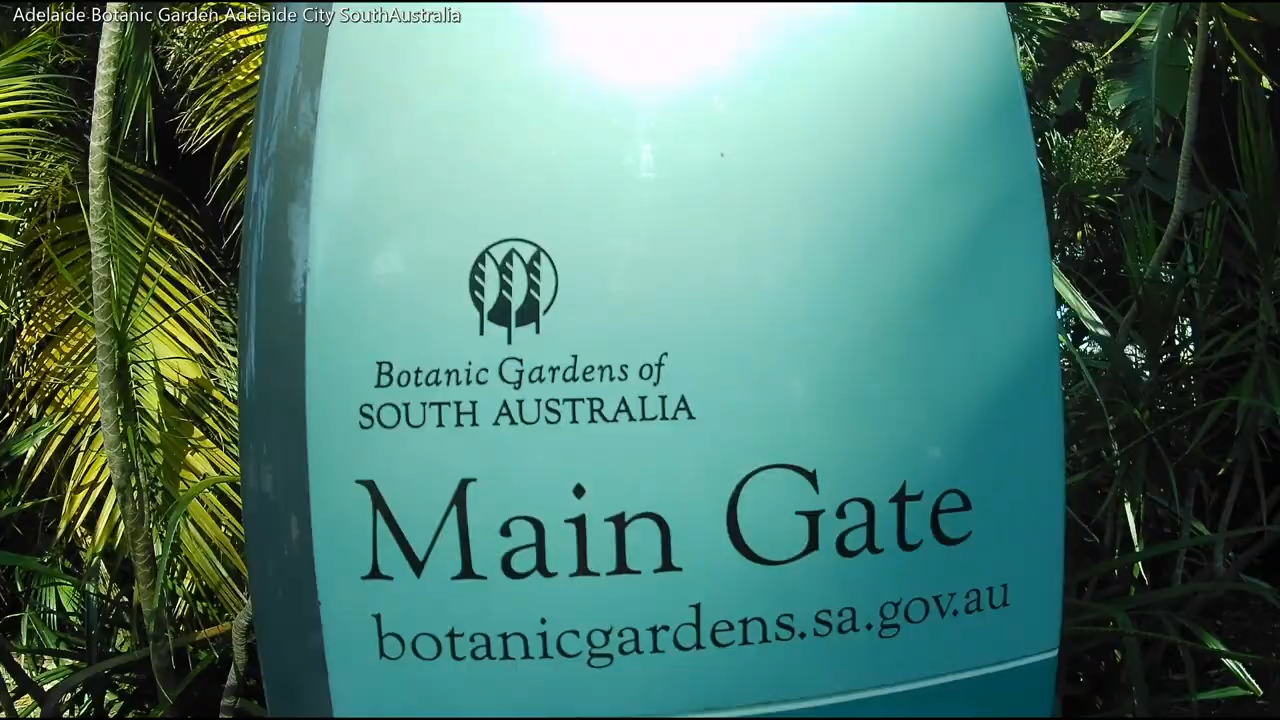 Adelaide Botanic Garden Adelaide City SouthAustralia
Botanic Gardens of
SOUTH AUSTRALIA
Main Gate
botanicgardens.sa.gov.au